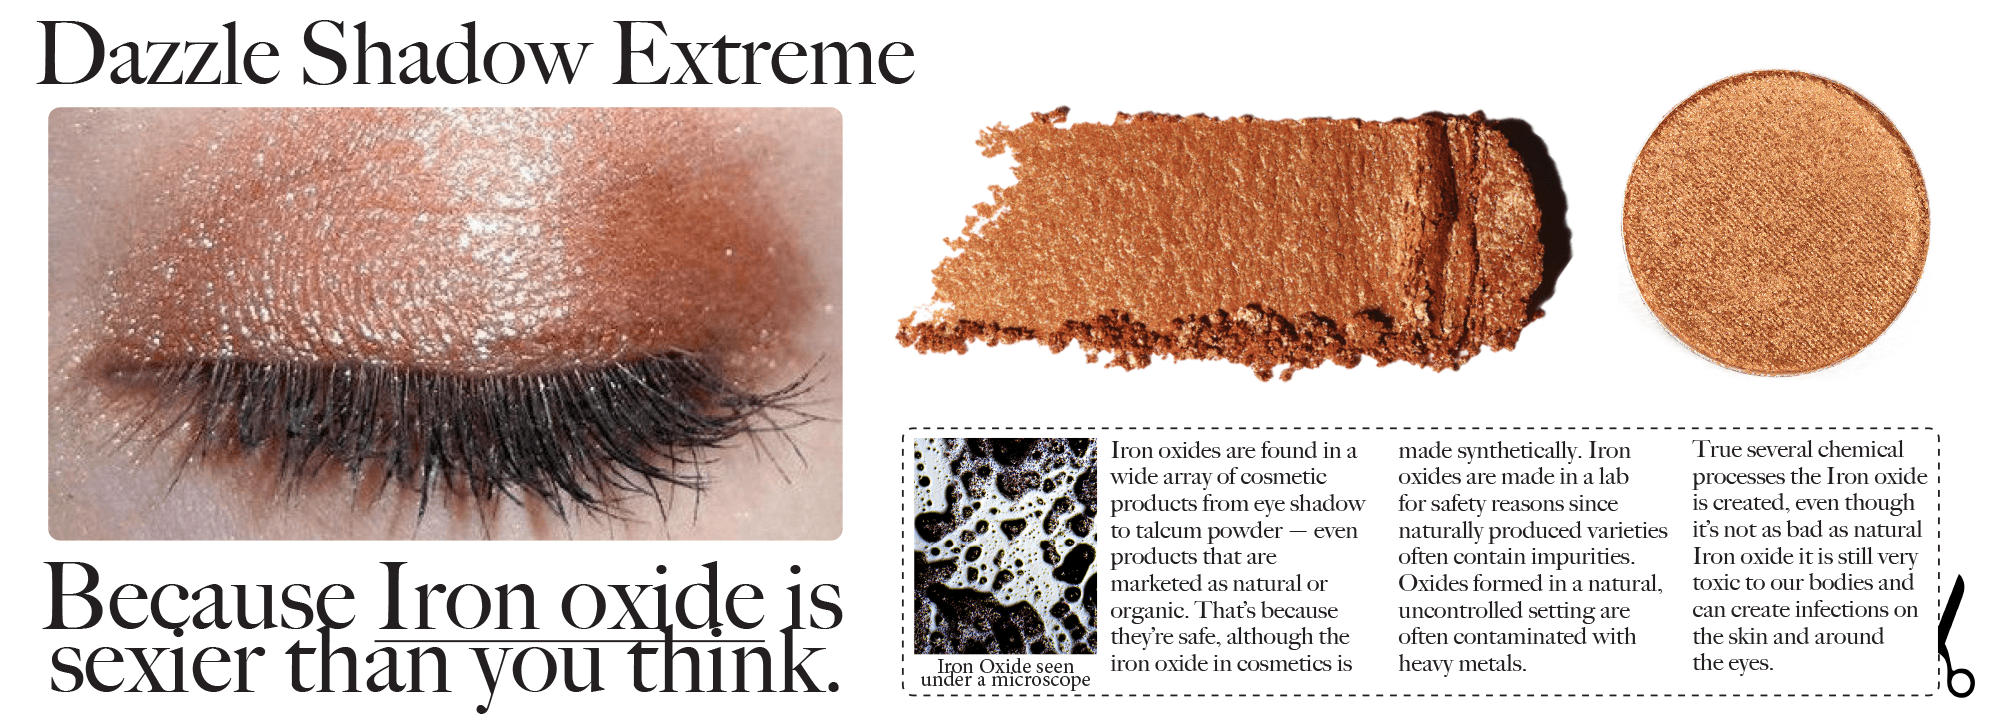 Dazzle Shadow Extreme
Because Iron oxide is
sexier than you think.
Iron Oxide seen
under a microscope
Iron oxides are found in a
wide array of cosmetic
products from eye shadow
to talcum powder — even
products that are
marketed as natural or
organic. That's because
they're safe, although the
iron oxide in cosmetics is
made synthetically. Iron
oxides are made in a lab
for safety reasons since
naturally produced varieties
often contain impurities.
Oxides formed in a natural,
uncontrolled setting are
often contaminated with
heavy metals.
True several chemical
processes the Iron oxide
is created, even though
it's not as bad as natural
Iron oxide it is still very
toxic to our bodies and
can create infections on
the skin and around
the eyes.